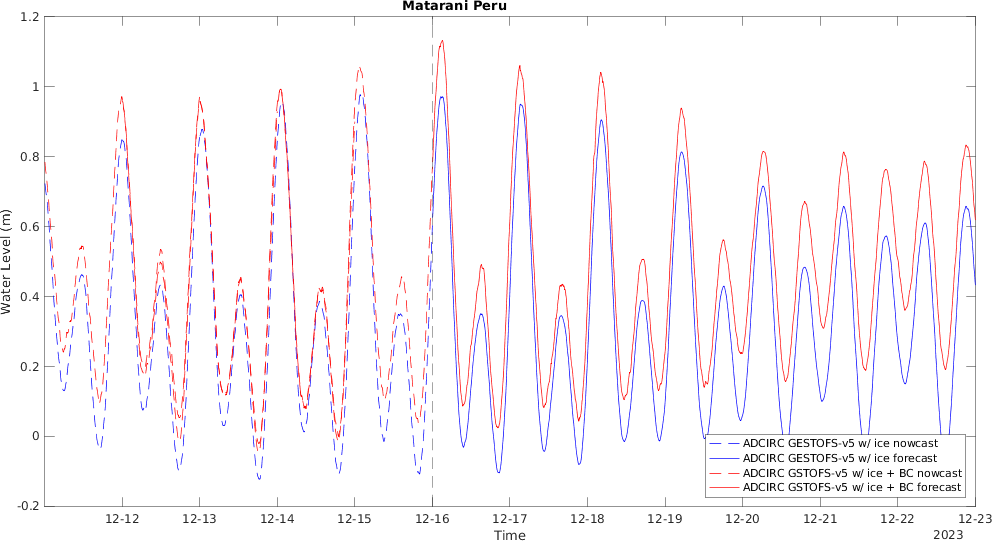 Matarani Peru
1.2
1
0.8
0.6
0.4
0.2
0
-0.2
Water Level (m)
12-12 12-13 12-14 12-15 12-16 12-17 12-18 12-19 12-20 12-21 12-22 12-23
Time
2023
ADCIRC GESTOFS-v5 w/ ice nowcast
ADCIRC GESTOFS-v5 w/ ice forecast
ADCIRC GSTOFS-v5 w/ ice + BC nowcast
ADCIRC GSTOFS-v5 w/ ice + BC forecast